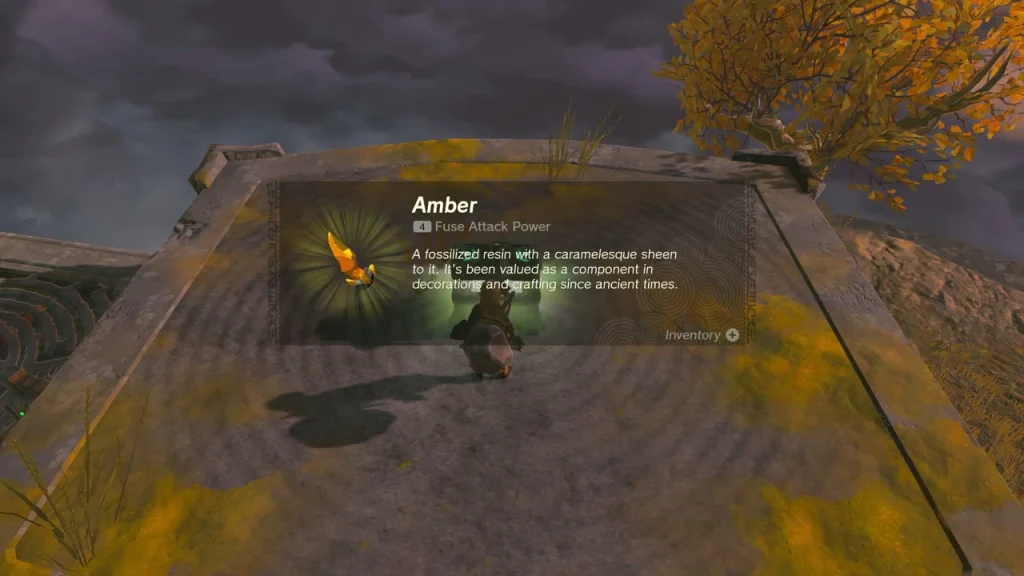 Amber
4 Fuse Attack Power
A fossilized resin with a caramelesque sheen
to it. It's been valued as a component in
decorations and crafting since ancient times.
Inventory